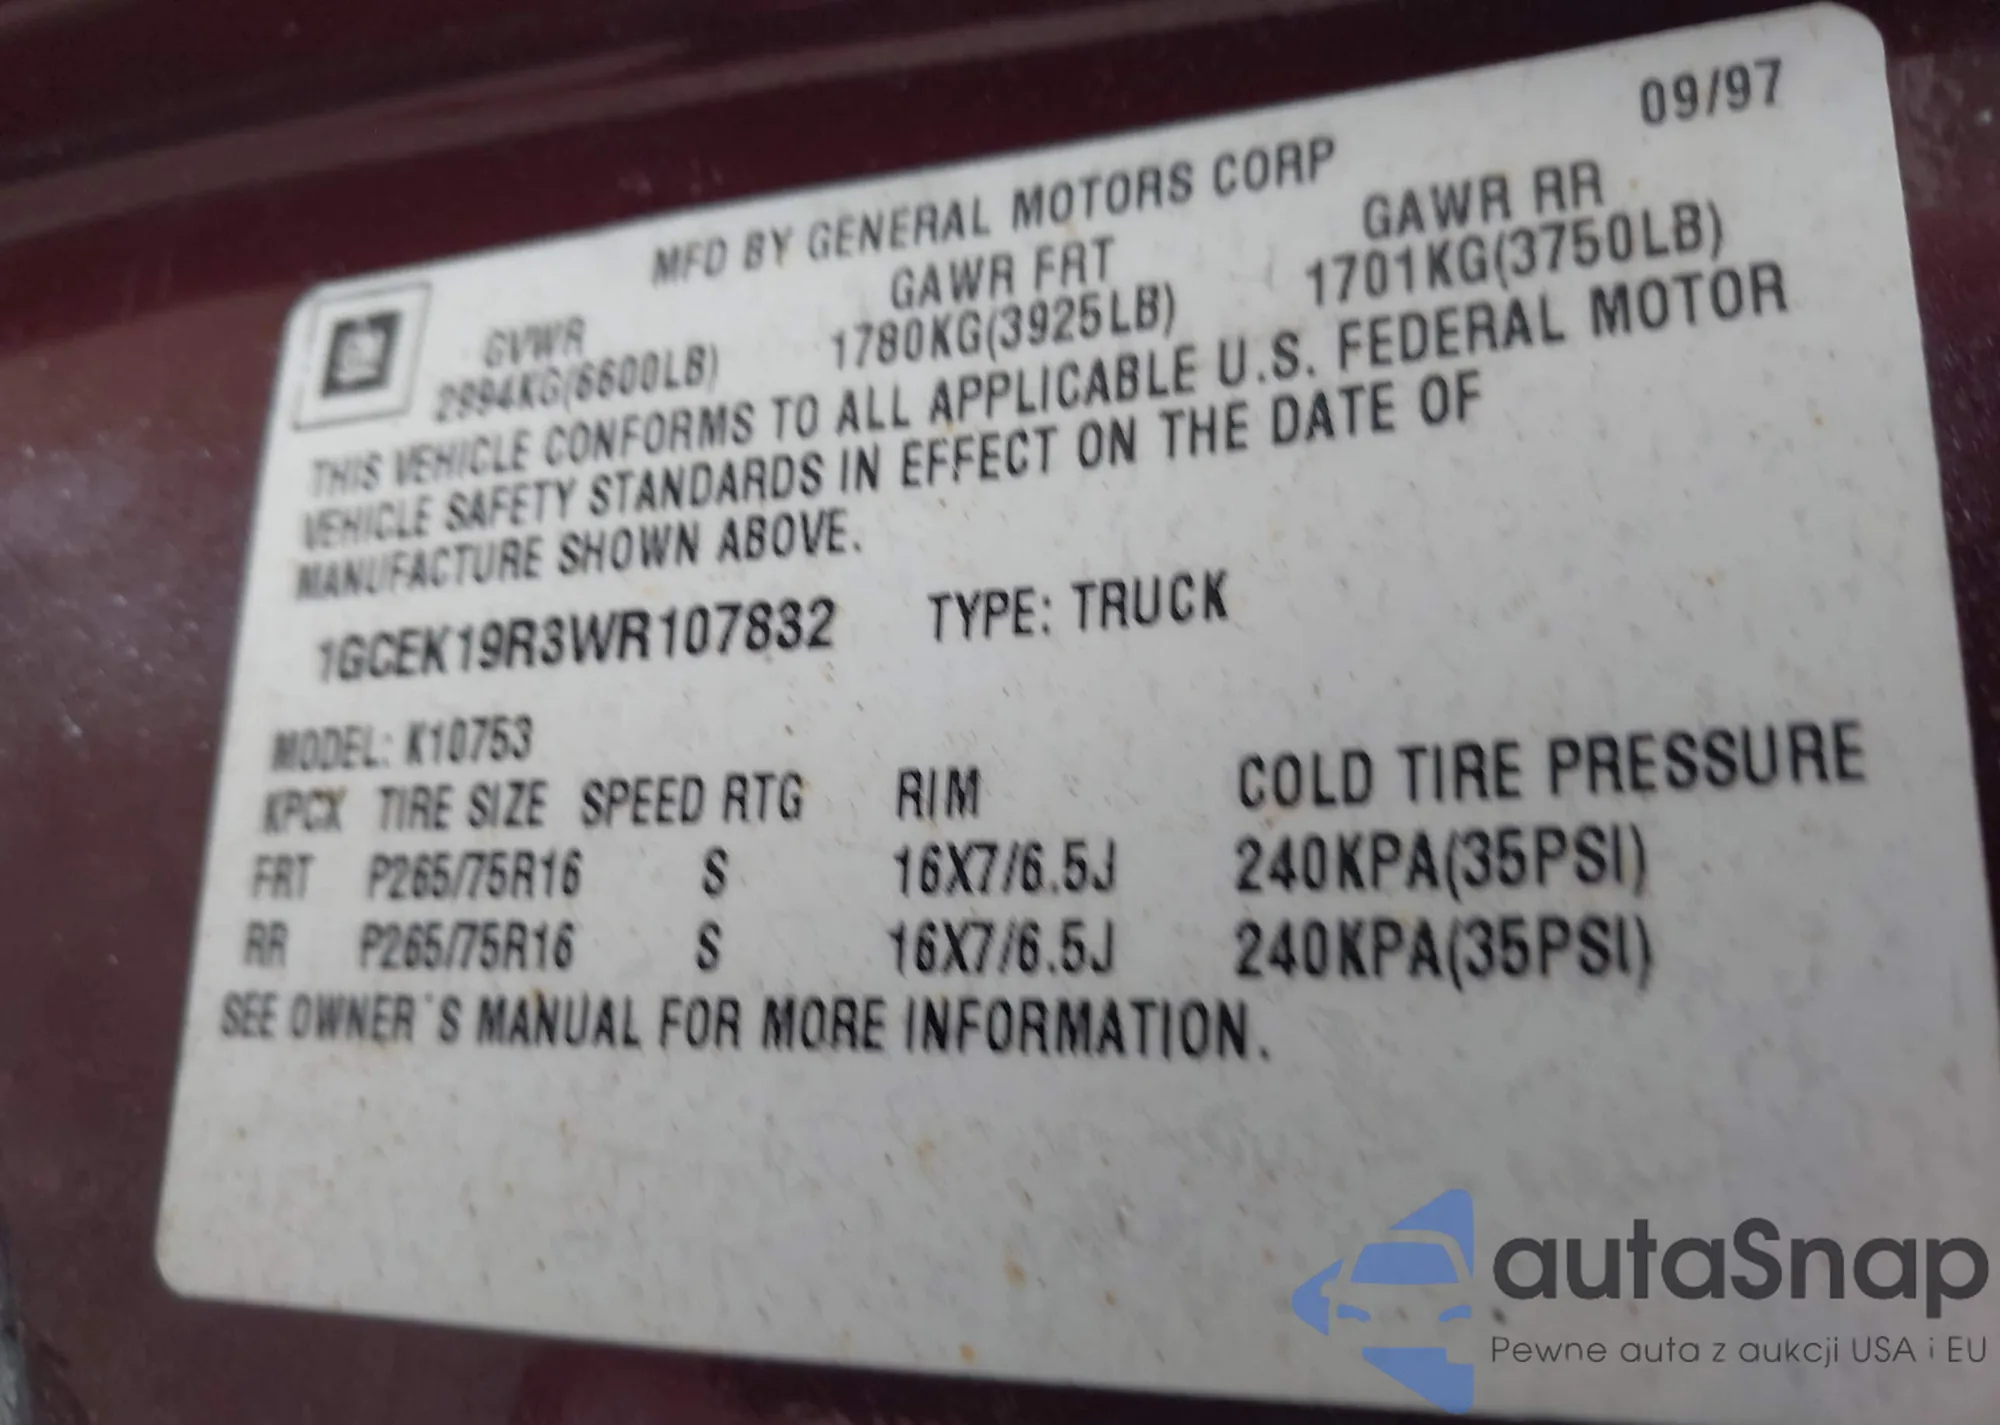 09/97
MFD BY GENERAL MOTORS CORP
GVWR GAWR FRT GAWR RR
2994KG(6600LB) 1780KG(3925LB) 1701KG(3750LB)
THIS VEHICLE CONFORMS TO ALL APPLICABLE U.S. FEDERAL MOTOR
VEHICLE SAFETY STANDARDS IN EFFECT ON THE DATE OF
MANUFACTURE SHOWN ABOVE.
1GCEK19R3WR107832 TYPE: TRUCK
MODEL: K10753
KPCX TIRE SIZE SPEED RTG RIM COLD TIRE PRESSURE
FRT P265/75R16 S 16X7/6.5J 240KPA(35PSI)
RR P265/75R16 S 16X7/6.5J 240KPA(35PSI)
SEE OWNER'S MANUAL FOR MORE INFORMATION.
autaSnap
Pewne auta z aukcji USA i EU